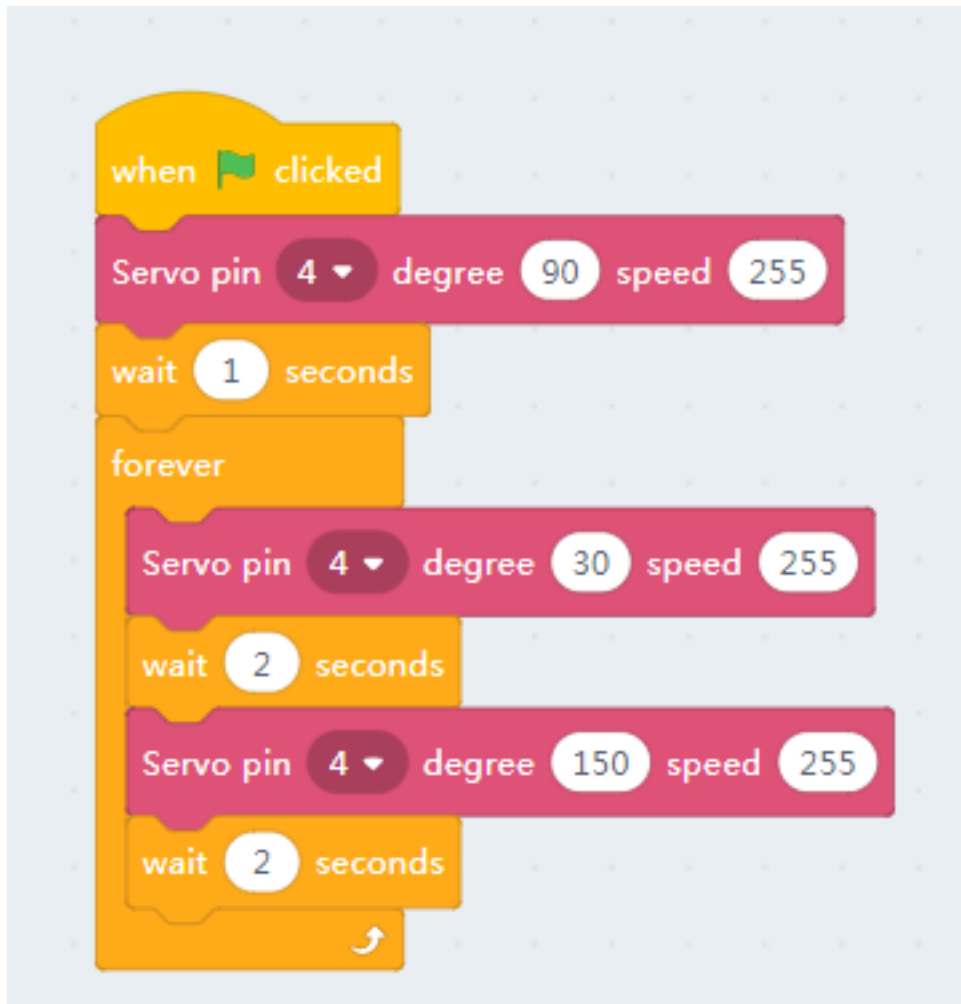 when clicked
Servo pin 4 degree 90 speed 255
wait 1 seconds
forever
Servo pin 4 degree 30 speed 255
wait 2 seconds
Servo pin 4 degree 150 speed 255
wait 2 seconds